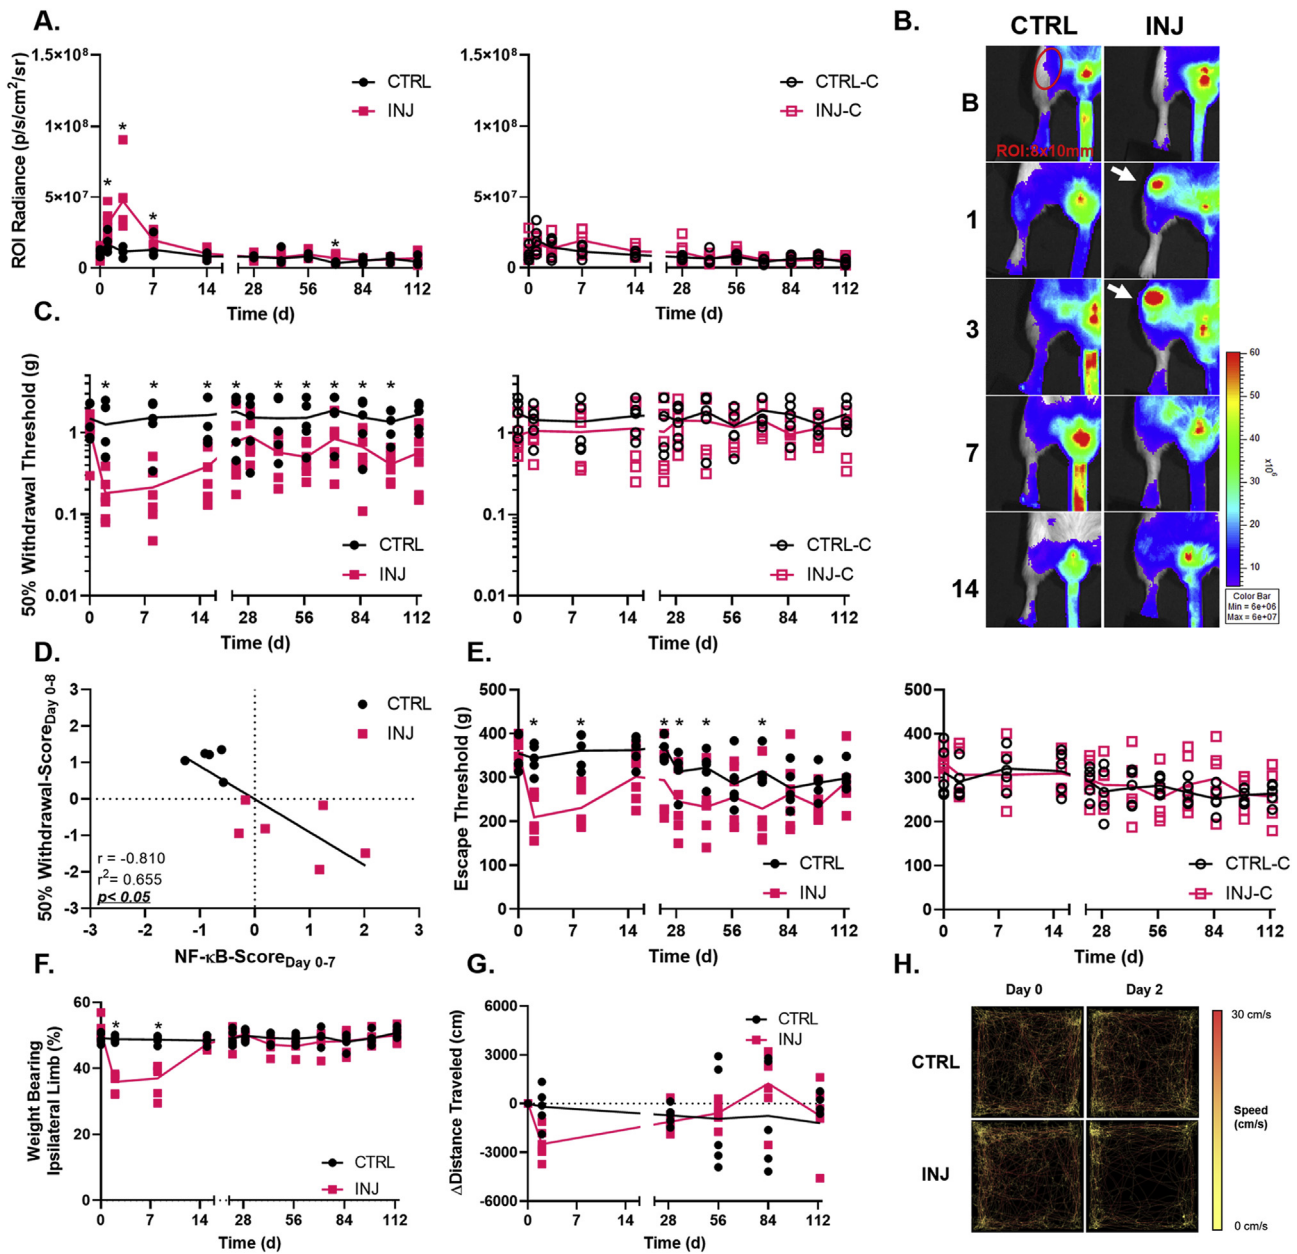 A.
ROI Radiance (p/s/cm²/sr)
1.5×10⁸
1×10⁸
5×10⁷
0
CTRL
INJ
*
*
*
*
0 7 14 28 56 84 112
Time (d)
1.5×10⁸
1×10⁸
5×10⁷
0
CTRL-C
INJ-C
0 7 14 28 56 84 112
Time (d)
B.
CTRL INJ
B
ROI:8x10mm
1
3
7
14
60
50
40
30
20
10
x10⁶
Color Bar
Min = 6e+06
Max = 6e+07
C.
50% Withdrawal Threshold (g)
1
0.1
0.01
* * * * * * * * * *
CTRL
INJ
0 7 14 28 56 84 112
Time (d)
1
0.1
0.01
CTRL-C
INJ-C
0 7 14 28 56 84 112
Time (d)
D.
50% Withdrawal-Score Day 0-8
3
2
1
0
-1
-2
-3
CTRL
INJ
r = -0.810
r²= 0.655
p< 0.05
-3 -2 -1 0 1 2 3
NF-κB-Score Day 0-7
E.
Escape Threshold (g)
500
400
300
200
100
0
* * * * * *
CTRL
INJ
0 7 14 28 56 84 112
Time (d)
500
400
300
200
100
0
CTRL-C
INJ-C
0 7 14 28 56 84 112
Time (d)
F.
Weight Bearing
Ipsilateral Limb (%)
60
40
20
0
* *
CTRL
INJ
0 7 14 28 56 84 112
Time (d)
G.
ΔDistance Traveled (cm)
6000
3000
0
-3000
-6000
CTRL
INJ
0 7 14 28 56 84 112
Time (d)
H.
Day 0 Day 2
CTRL
INJ
30 cm/s
Speed
(cm/s)
0 cm/s